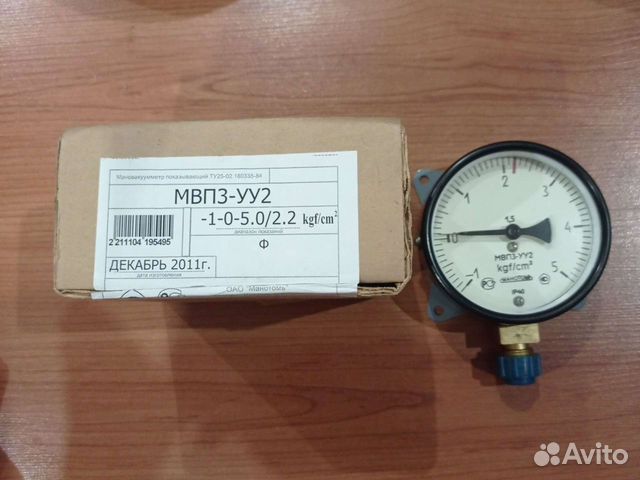 Мановакуумметр показывающий ТУ25-02.180335-84
МВП3-УУ2
-1-0-5.0/2.2 kgf/cm²
диапазон показаний
Ф
2 211104 195495
ДЕКАБРЬ 2011г.
дата изготовления
ОАО "Манотомь"
1
0
1
2
3
4
5
1,5
МВП3-УУ2
kgf/cm²
МАНОТОМЬ
IP40
Avito